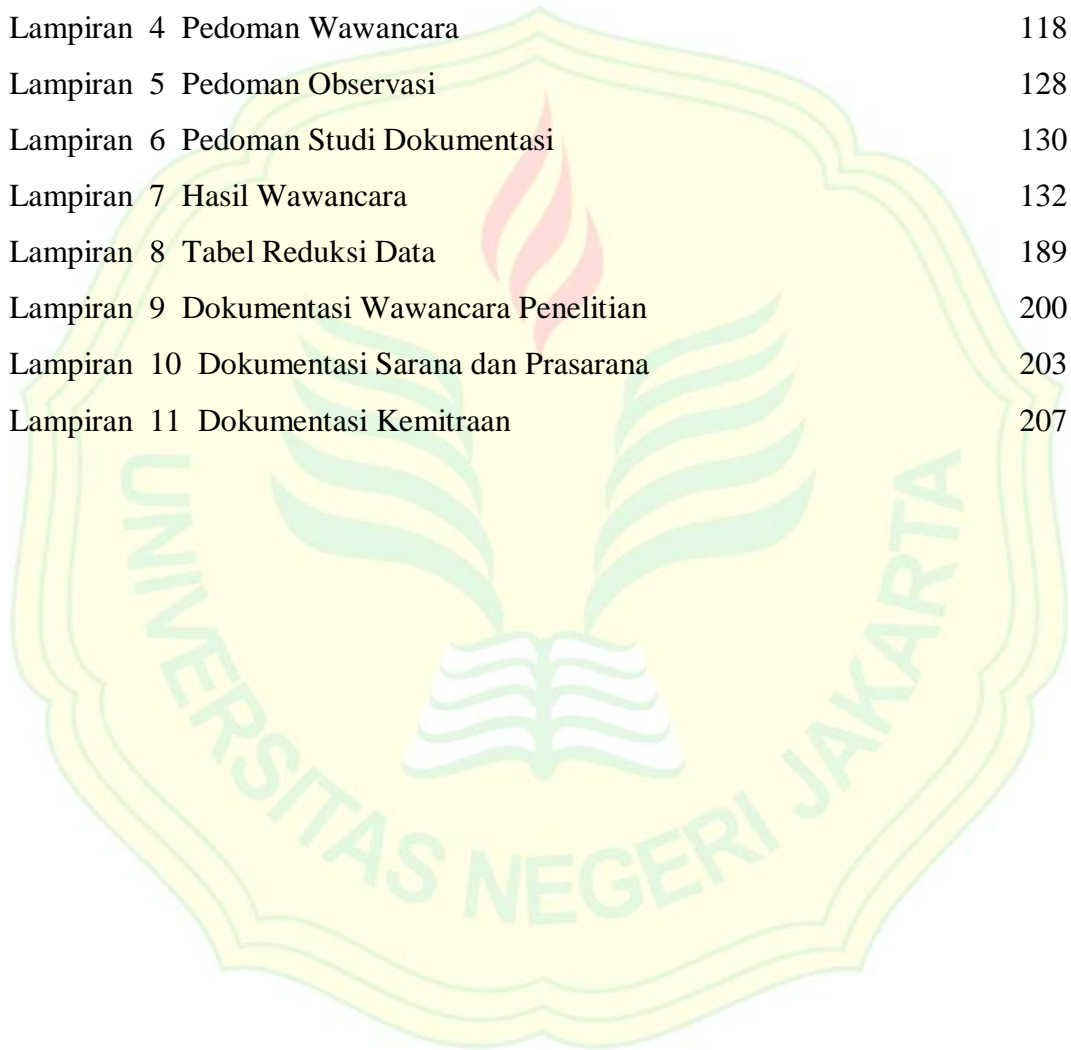 Lampiran 4 Pedoman Wawancara 118
Lampiran 5 Pedoman Observasi 128
Lampiran 6 Pedoman Studi Dokumentasi 130
Lampiran 7 Hasil Wawancara 132
Lampiran 8 Tabel Reduksi Data 189
Lampiran 9 Dokumentasi Wawancara Penelitian 200
Lampiran 10 Dokumentasi Sarana dan Prasarana 203
Lampiran 11 Dokumentasi Kemitraan 207
UNIVERSITAS NEGERI JAKARTA